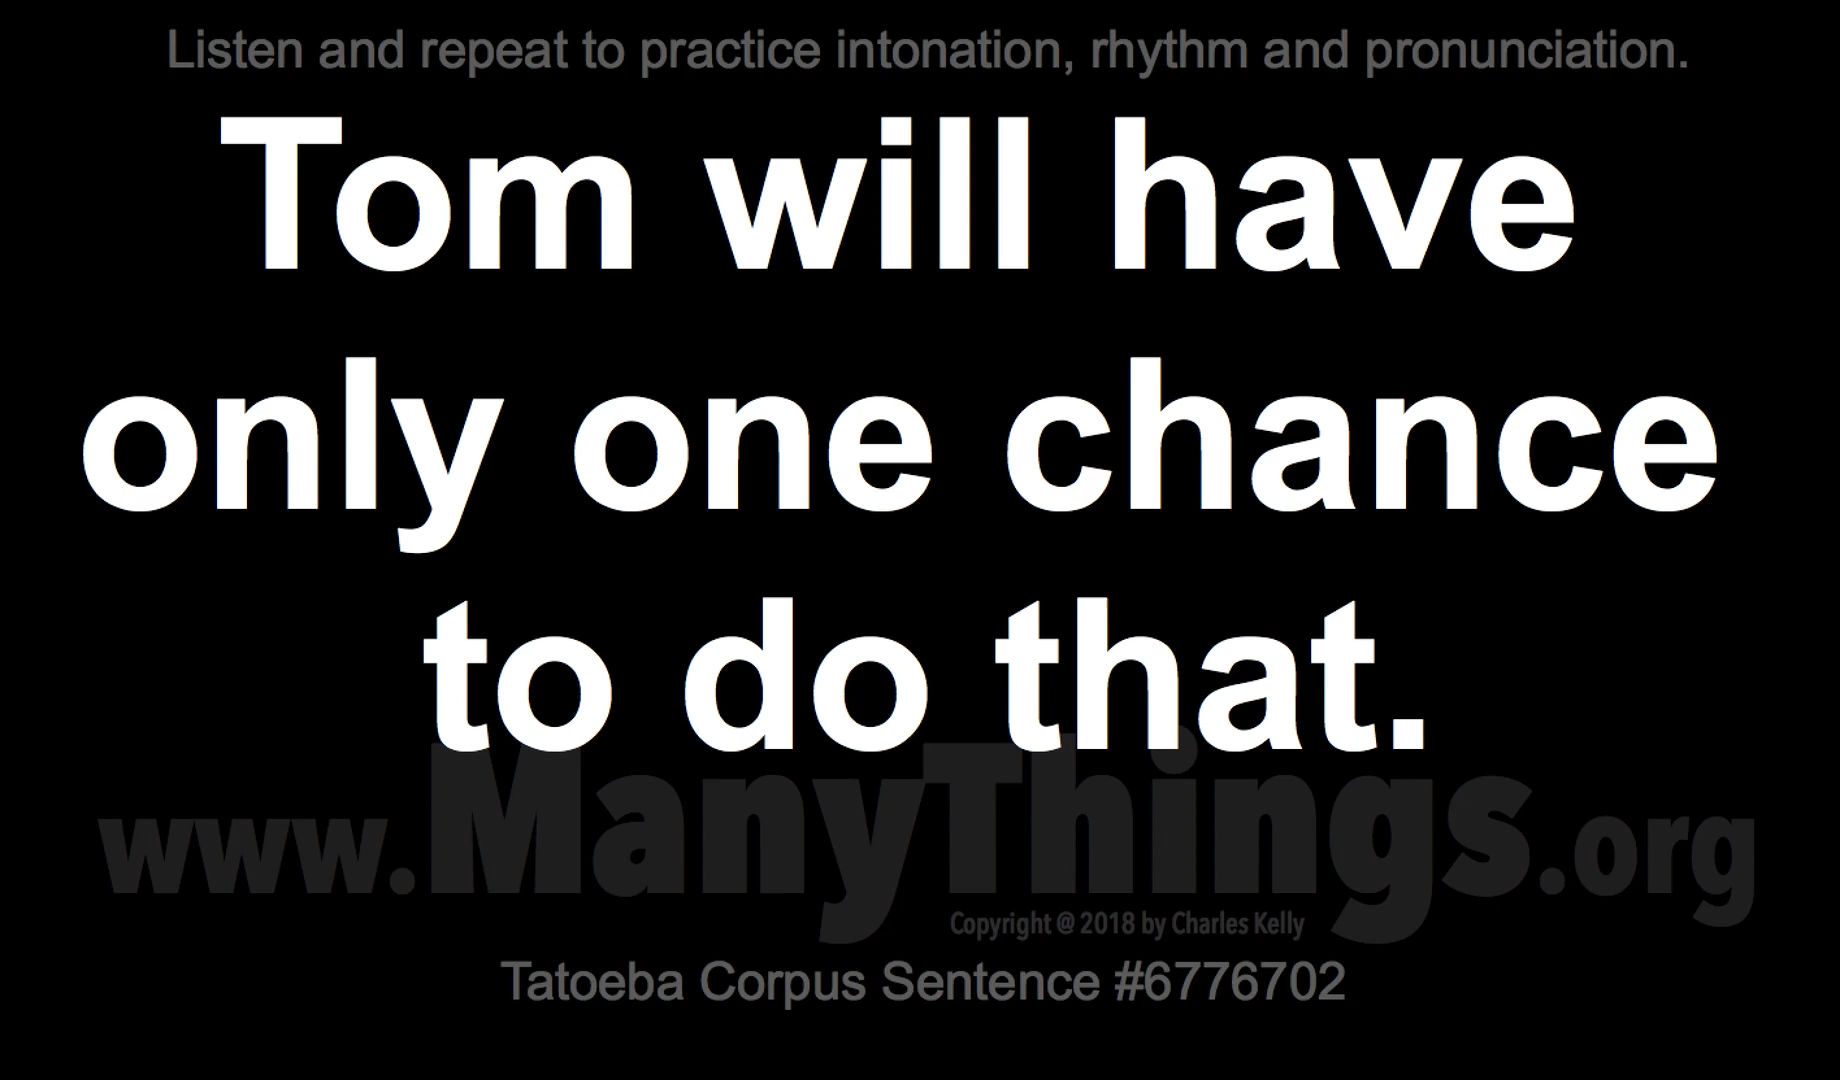 Listen and repeat to practice intonation, rhythm and pronunciation.
Tom will have
only one chance
to do that.
www.ManyThings.org
Copyright @ 2018 by Charles Kelly
Tatoeba Corpus Sentence #6776702